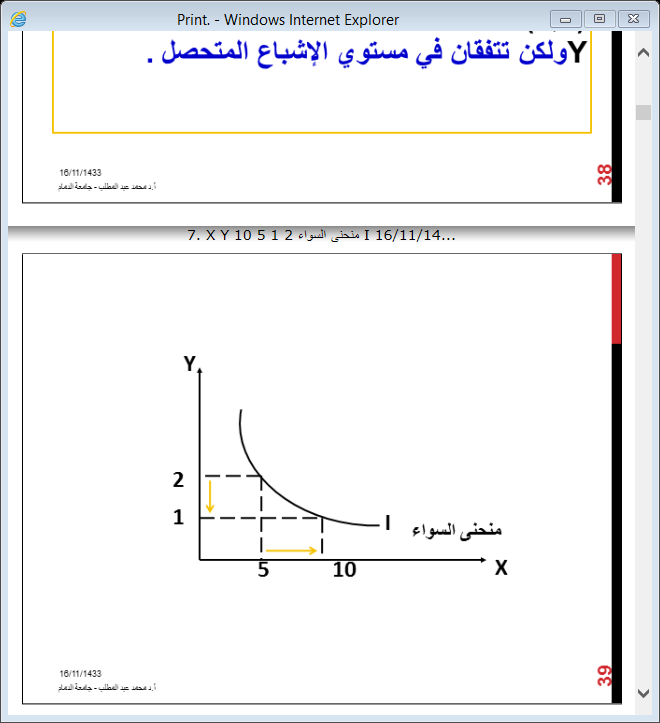 Print. - Windows Internet Explorer
Yولكن تتفقان في مستوي الإشباع المتحصل .
16/11/1433
أ.د محمد عبد المطلب - جامعة الدمام
38
7. X Y 10 5 1 2 منحنى السواء I 16/11/14...
Y
2
1
I
منحنى السواء
5
10
X
16/11/1433
أ.د محمد عبد المطلب - جامعة الدمام
39